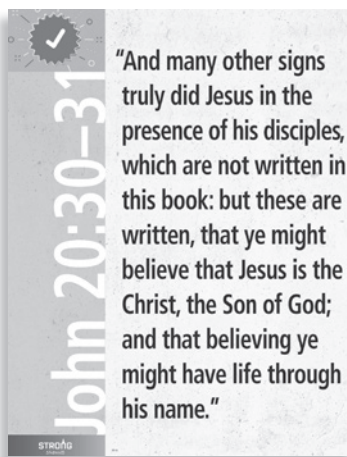 John 20:30–31
“And many other signs
truly did Jesus in the
presence of his disciples,
which are not written in
this book: but these are
written, that ye might
believe that Jesus is the
Christ, the Son of God;
and that believing ye
might have life through
his name.”
STRONG